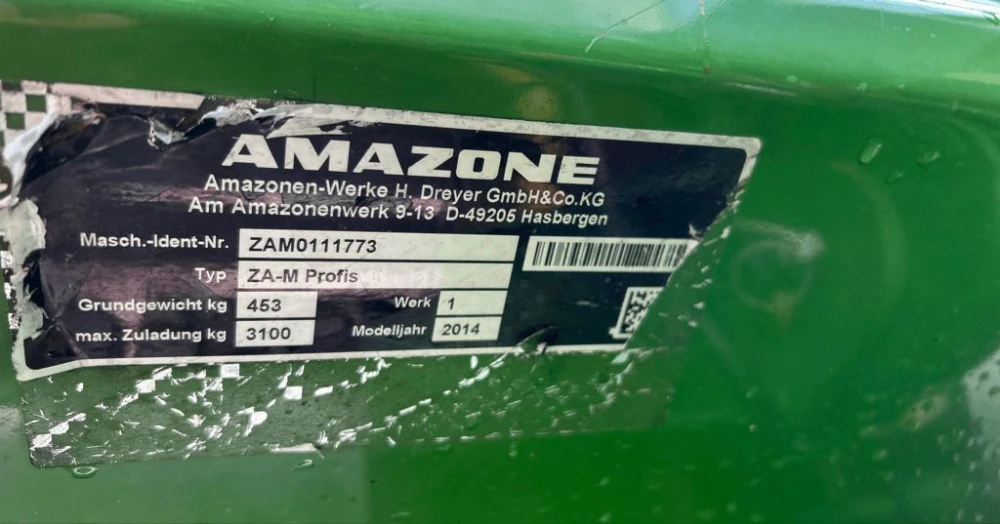 AMAZONE
Amazonen-Werke H. Dreyer GmbH&Co.KG
Am Amazonenwerk 9-13 D-49205 Hasbergen
Masch.-Ident-Nr. ZAM0111773
Typ ZA-M Profis
Grundgewicht kg 453 Werk 1
max. Zuladung kg 3100 Modelljahr 2014